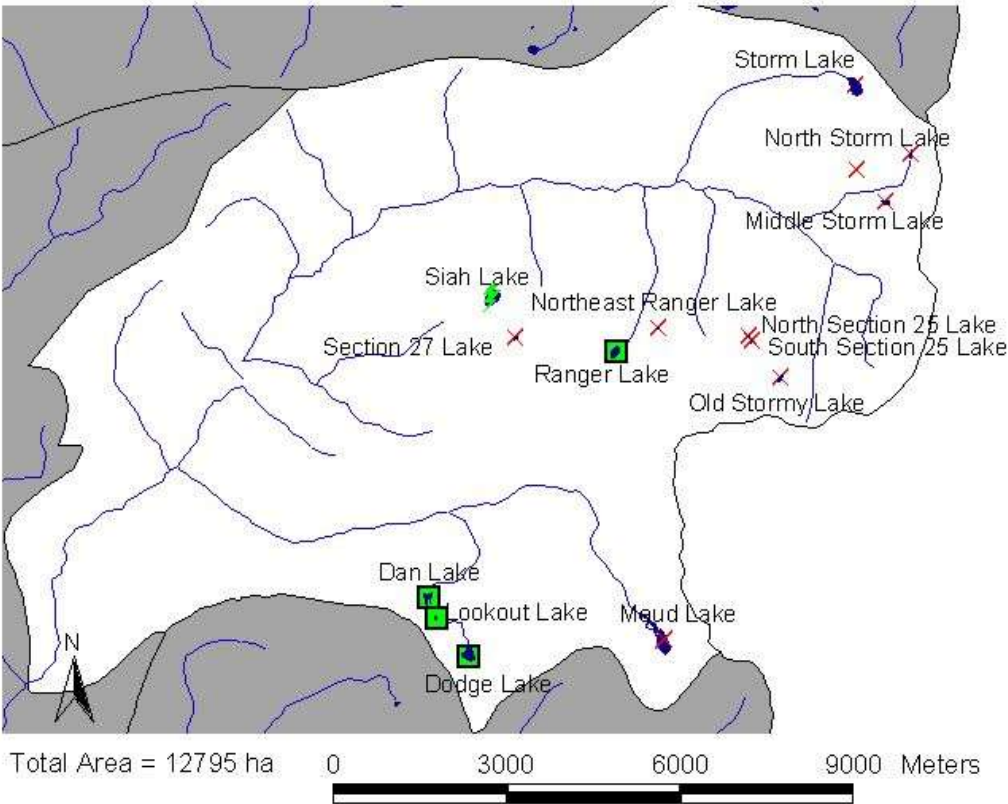 Storm Lake
North Storm Lake
Middle Storm Lake
Siah Lake
Northeast Ranger Lake
North Section 25 Lake
Section 27 Lake
South Section 25 Lake
Ranger Lake
Old Stormy Lake
Dan Lake
Lookout Lake
Moud Lake
N
Dodge Lake
Total Area = 12795 ha
0 3000 6000 9000 Meters